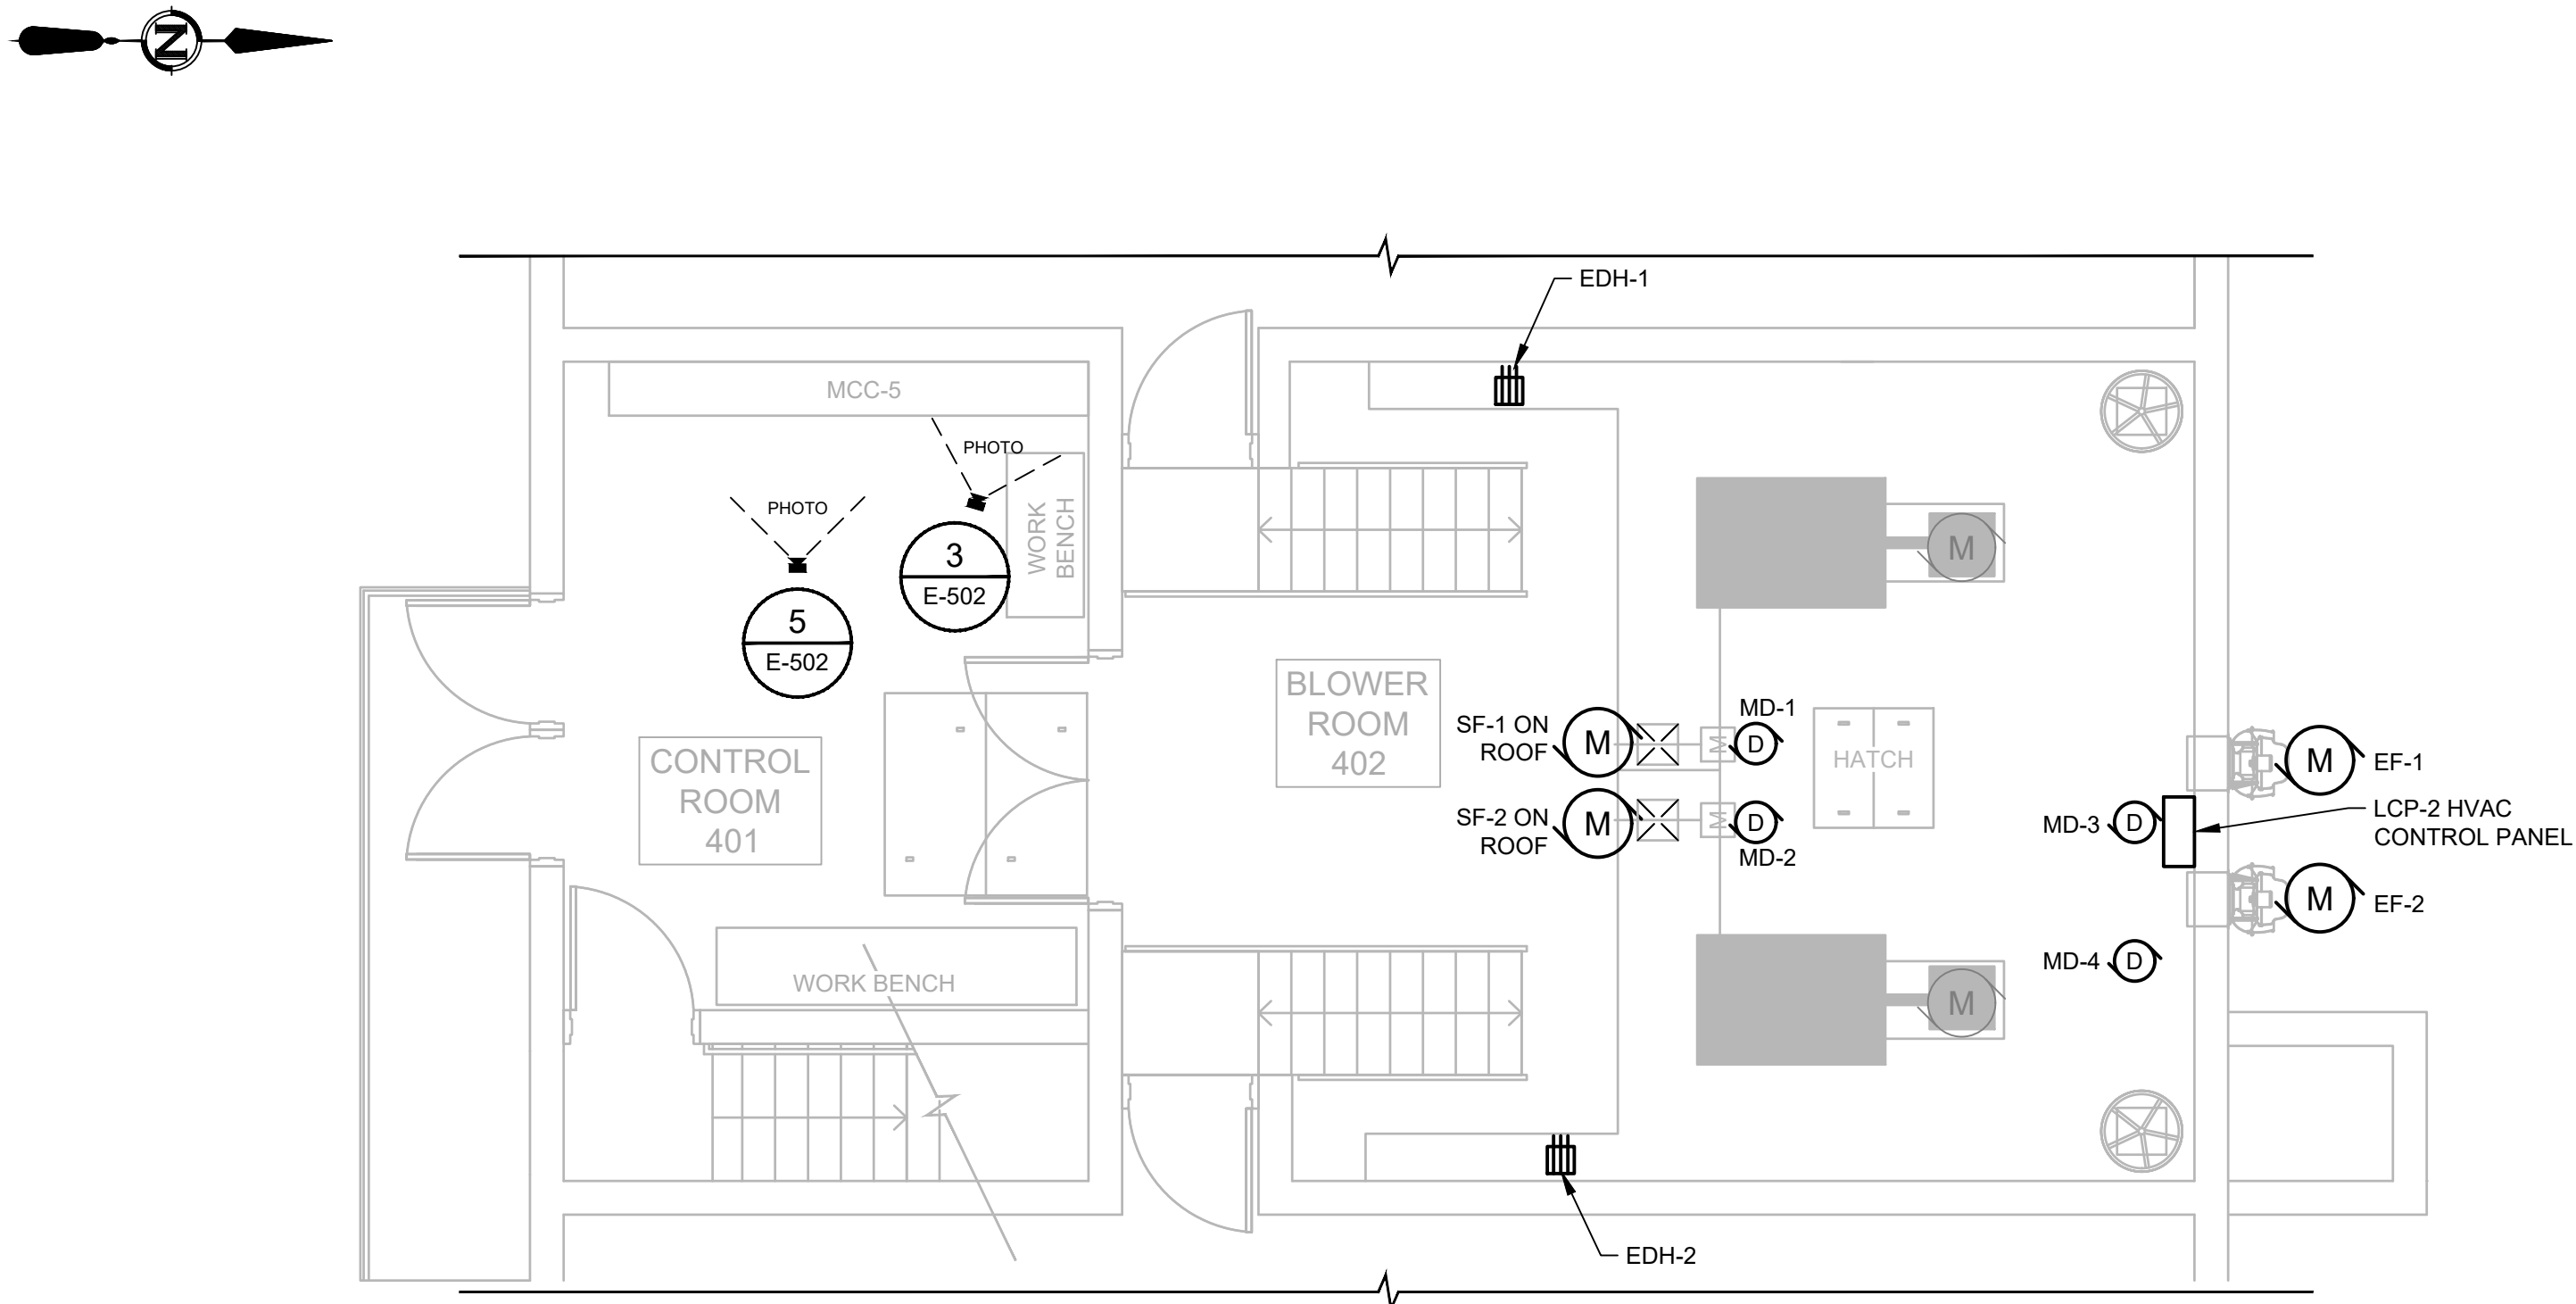 N
EDH-1
MCC-5
PHOTO
PHOTO
WORK
BENCH
3
E-502
5
E-502
M
BLOWER
ROOM
402
SF-1 ON
ROOF
M
M
MD-1
D
HATCH
CONTROL
ROOM
401
SF-2 ON
ROOF
M
M
D
MD-2
M
EF-1
LCP-2 HVAC
CONTROL PANEL
MD-3
D
M
EF-2
MD-4
D
WORK BENCH
M
EDH-2